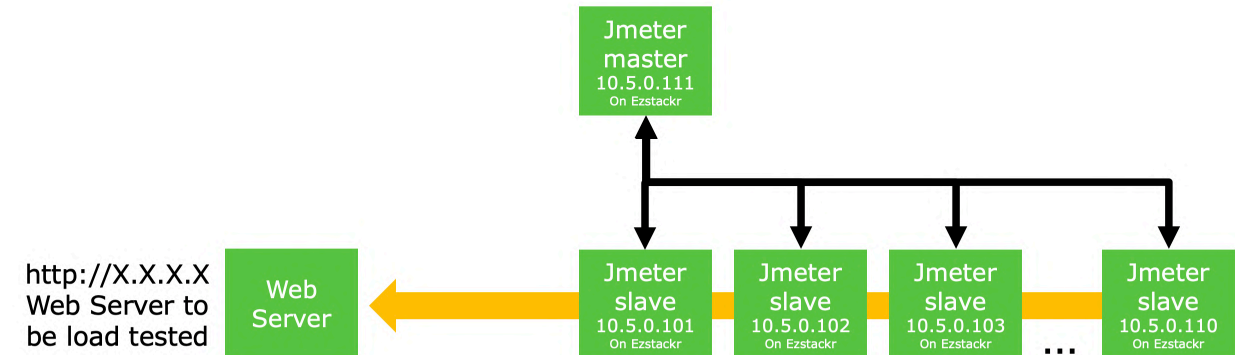 Jmeter
master
10.5.0.111
On Ezstackr
http://X.X.X.X
Web Server to
be load tested
Web
Server
Jmeter
slave
10.5.0.101
On Ezstackr
Jmeter
slave
10.5.0.102
On Ezstackr
Jmeter
slave
10.5.0.103
On Ezstackr
...
Jmeter
slave
10.5.0.110
On Ezstackr